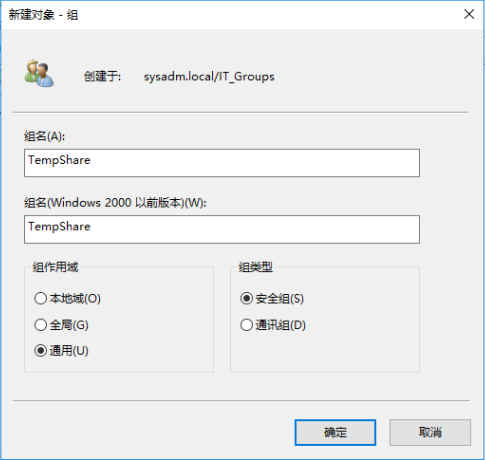 新建对象 - 组
创建于: sysadm.local/IT_Groups
组名(A):
TempShare
组名(Windows 2000 以前版本)(W):
TempShare
组作用域
本地域(O)
全局(G)
通用(U)
组类型
安全组(S)
通讯组(D)
确定
取消